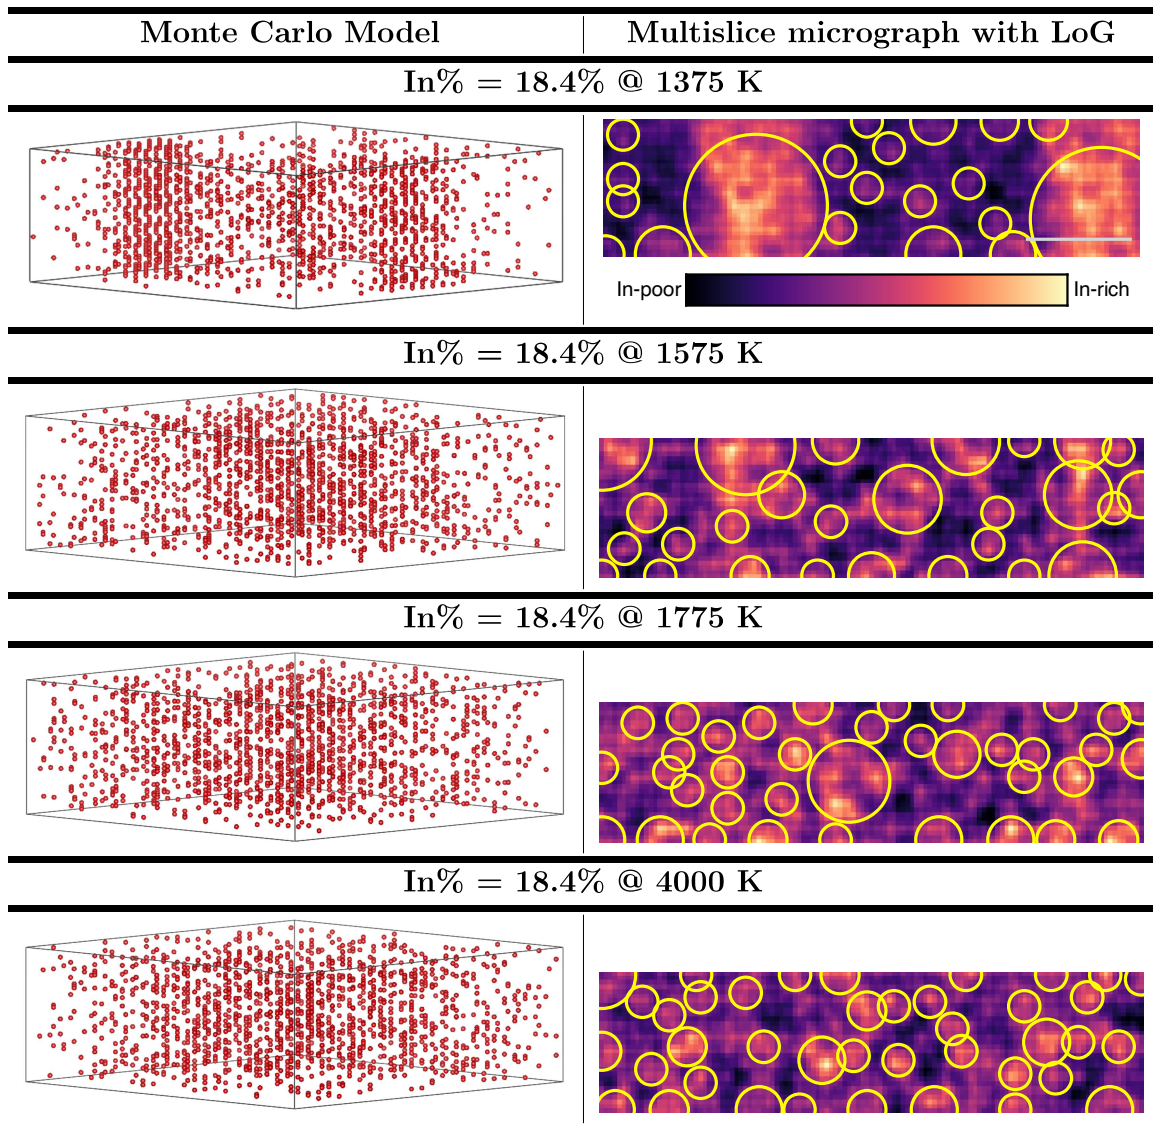 Monte Carlo Model
Multislice micrograph with LoG
In% = 18.4% @ 1375 K
In-poor
In-rich
In% = 18.4% @ 1575 K
In% = 18.4% @ 1775 K
In% = 18.4% @ 4000 K